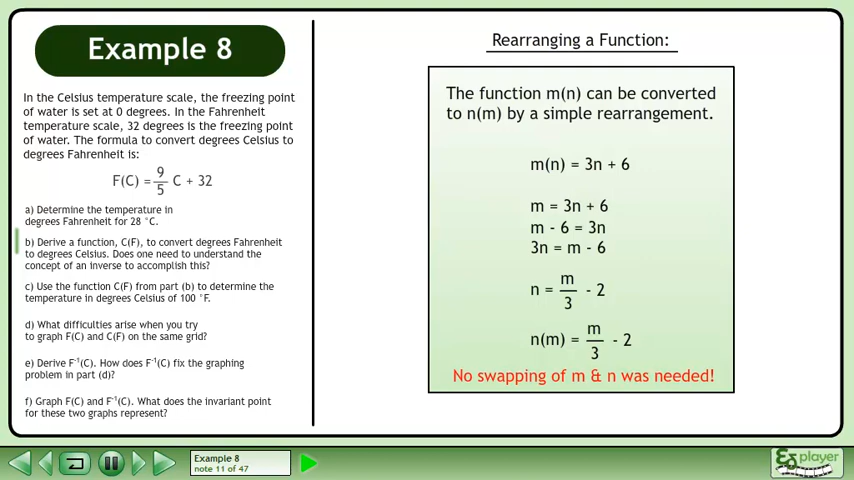 Example 8
In the Celsius temperature scale, the freezing point
of water is set at 0 degrees. In the Fahrenheit
temperature scale, 32 degrees is the freezing point
of water. The formula to convert degrees Celsius to
degrees Fahrenheit is:
F(C) = 9/5 C + 32
a) Determine the temperature in
degrees Fahrenheit for 28 °C.
b) Derive a function, C(F), to convert degrees Fahrenheit
to degrees Celsius. Does one need to understand the
concept of an inverse to accomplish this?
c) Use the function C(F) from part (b) to determine the
temperature in degrees Celsius of 100 °F.
d) What difficulties arise when you try
to graph F(C) and C(F) on the same grid?
e) Derive F⁻¹(C). How does F⁻¹(C) fix the graphing
problem in part (d)?
f) Graph F(C) and F⁻¹(C). What does the invariant point
for these two graphs represent?
Rearranging a Function:
The function m(n) can be converted
to n(m) by a simple rearrangement.
m(n) = 3n + 6
m = 3n + 6
m - 6 = 3n
3n = m - 6
n = m/3 - 2
n(m) = m/3 - 2
No swapping of m & n was needed!
Example 8
note 11 of 47
player